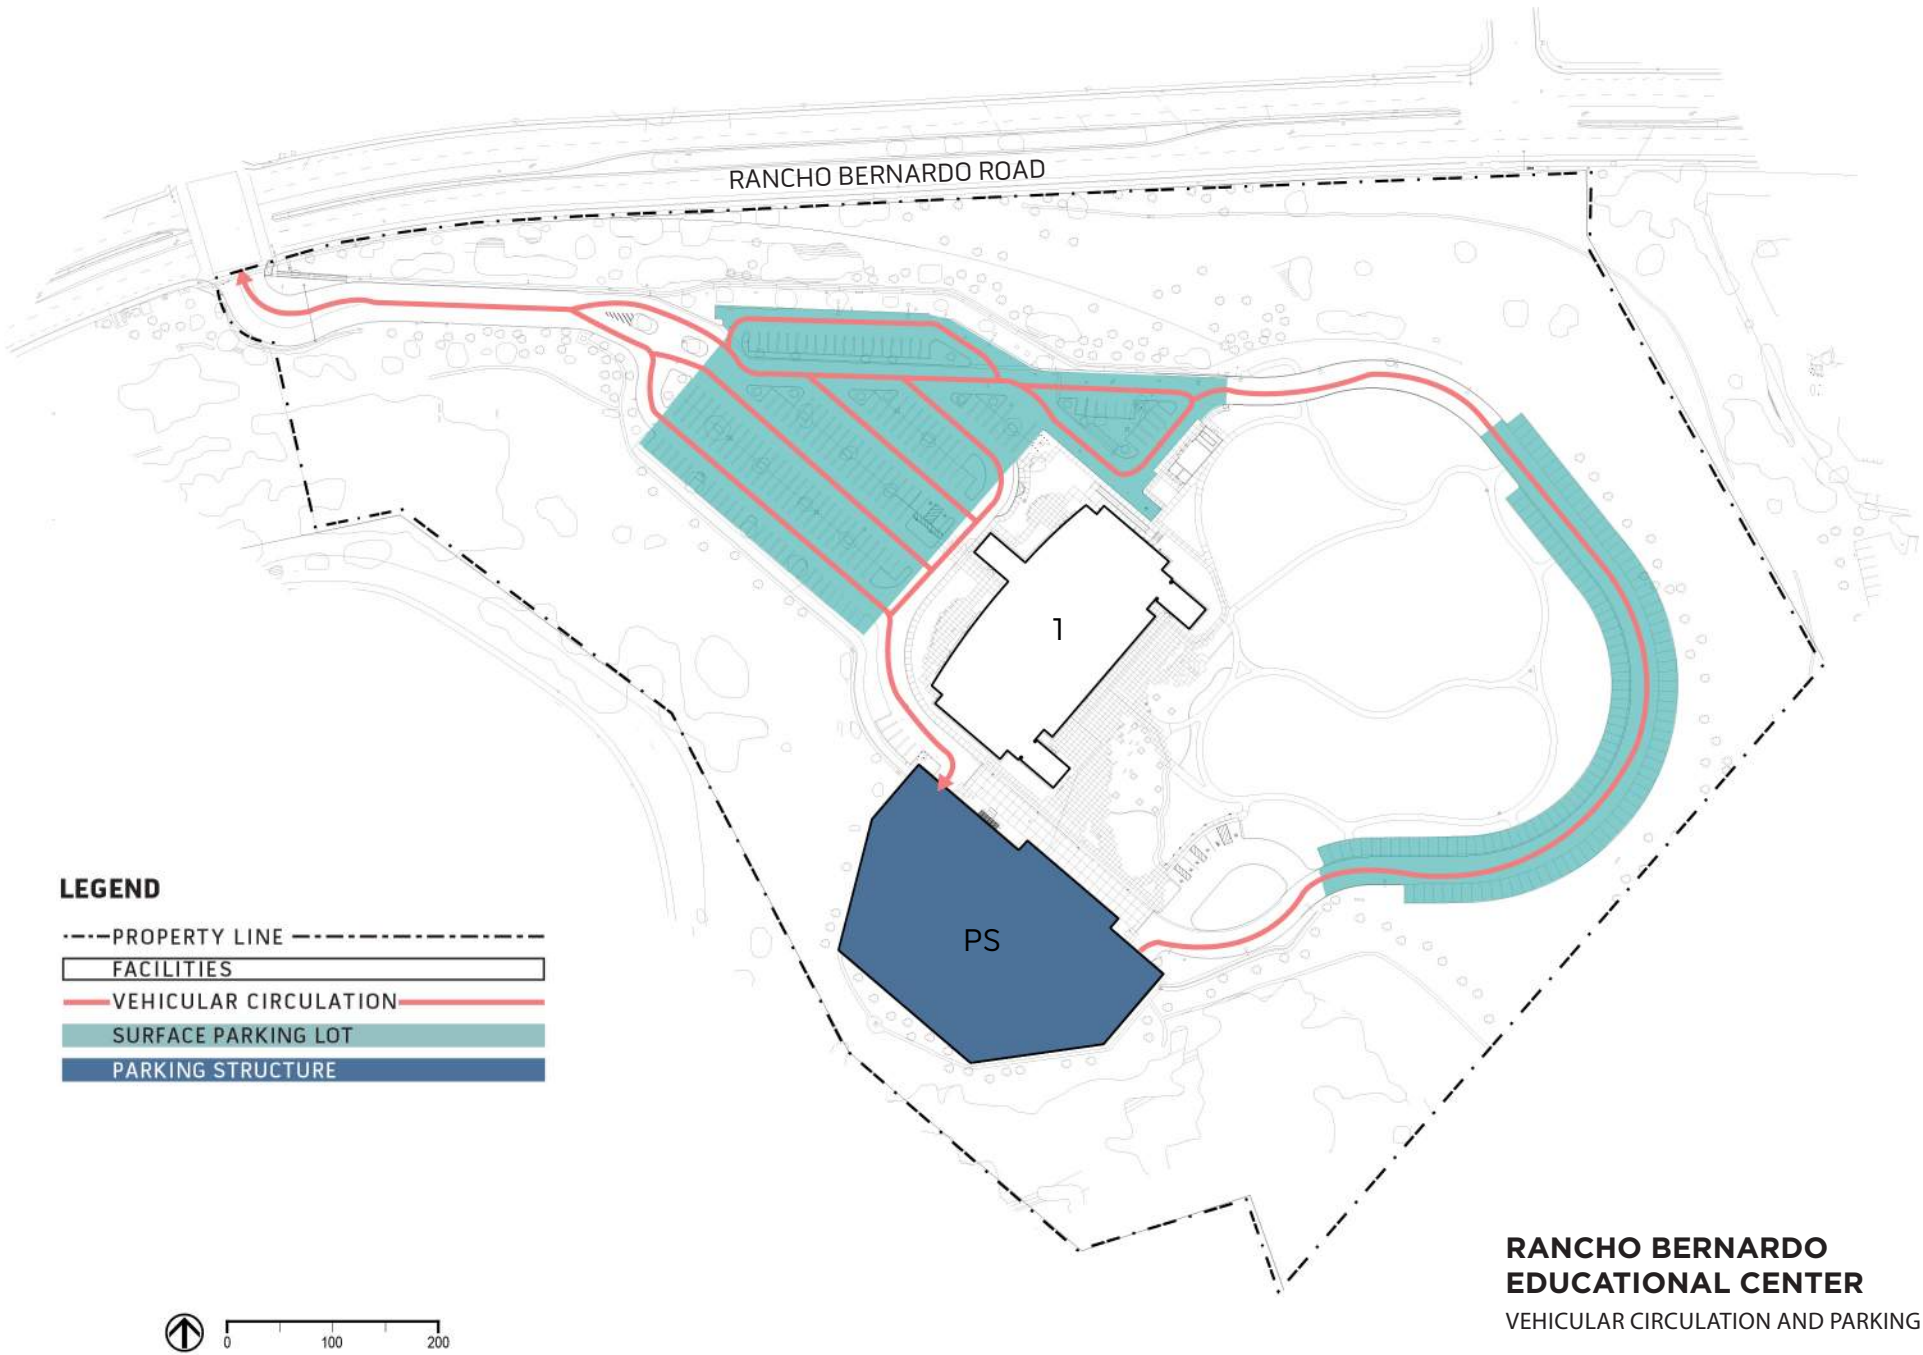 RANCHO BERNARDO ROAD
1
PS
LEGEND
PROPERTY LINE
FACILITIES
VEHICULAR CIRCULATION
SURFACE PARKING LOT
PARKING STRUCTURE
0 100 200
RANCHO BERNARDO
EDUCATIONAL CENTER
VEHICULAR CIRCULATION AND PARKING